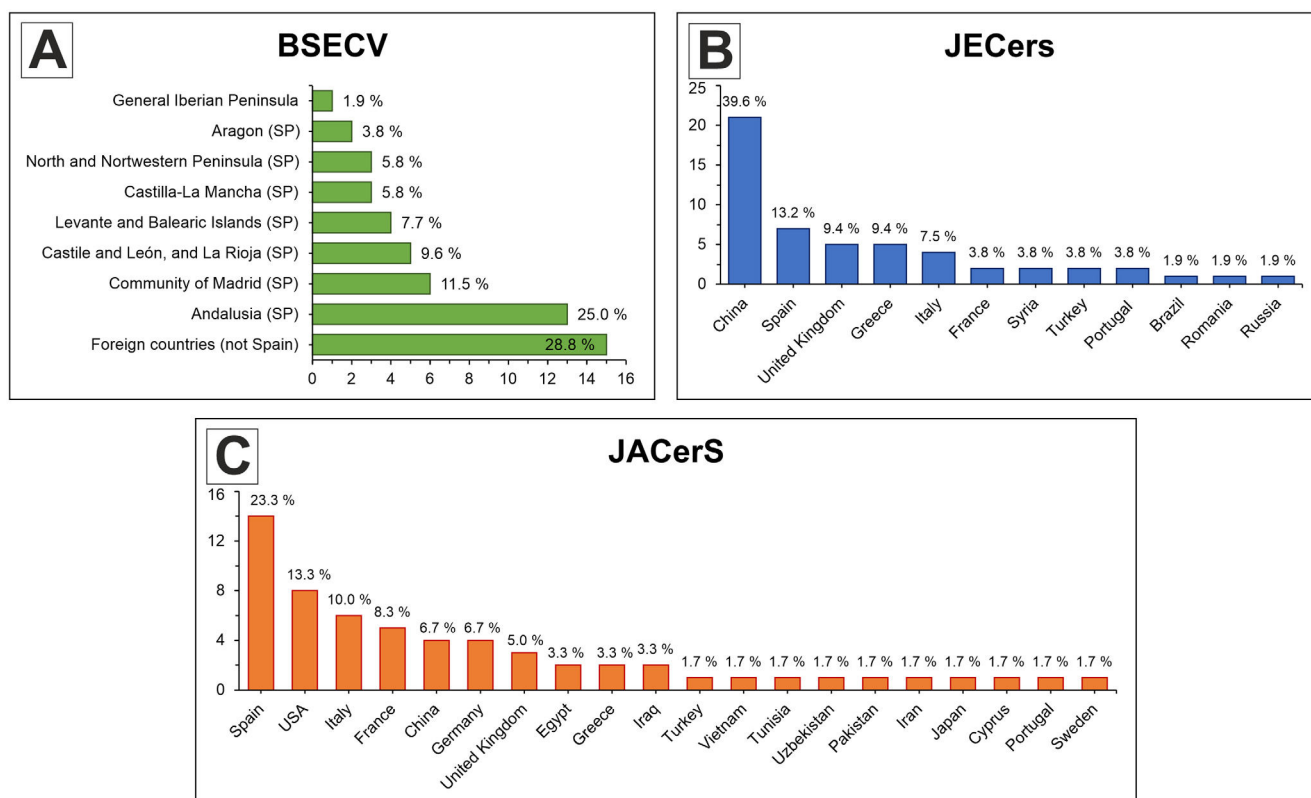 A
BSECV
General Iberian Peninsula
1.9 %
Aragon (SP)
3.8 %
North and Nortwestern Peninsula (SP)
5.8 %
Castilla-La Mancha (SP)
5.8 %
Levante and Balearic Islands (SP)
7.7 %
Castile and León, and La Rioja (SP)
9.6 %
Community of Madrid (SP)
11.5 %
Andalusia (SP)
25.0 %
Foreign countries (not Spain)
28.8 %
0 2 4 6 8 10 12 14 16
B
JECers
25
20
15
10
5
0
39.6 %
13.2 %
9.4 %
9.4 %
7.5 %
3.8 %
3.8 %
3.8 %
3.8 %
1.9 %
1.9 %
1.9 %
China
Spain
United Kingdom
Greece
Italy
France
Syria
Turkey
Portugal
Brazil
Romania
Russia
C
JACerS
16
12
8
4
0
23.3 %
13.3 %
10.0 %
8.3 %
6.7 %
6.7 %
5.0 %
3.3 %
3.3 %
3.3 %
1.7 %
1.7 %
1.7 %
1.7 %
1.7 %
1.7 %
1.7 %
1.7 %
1.7 %
1.7 %
Spain
USA
Italy
France
China
Germany
United Kingdom
Egypt
Greece
Iraq
Turkey
Vietnam
Tunisia
Uzbekistan
Pakistan
Iran
Japan
Cyprus
Portugal
Sweden